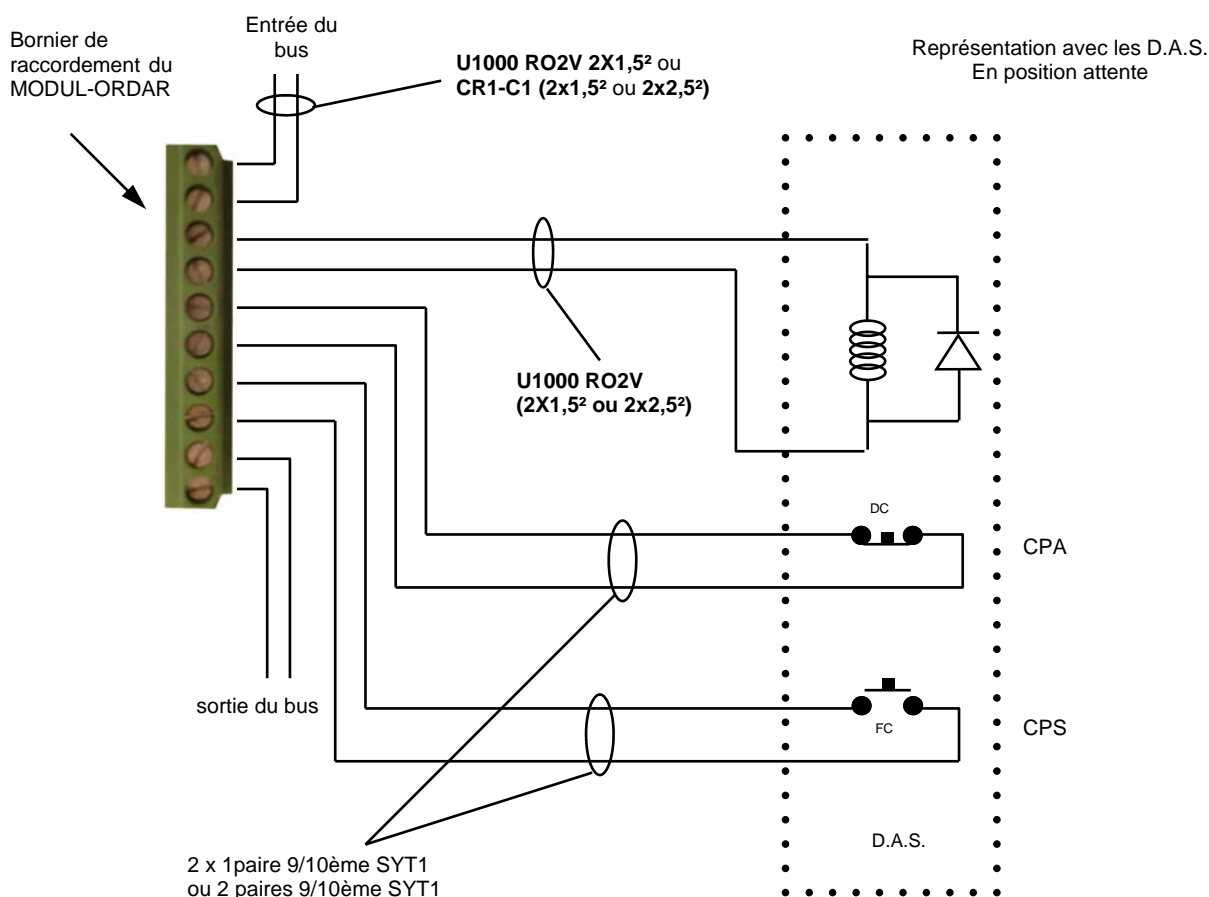 Bornier de
raccordement du
MODUL-ORDAR
Entrée du
bus
U1000 RO2V 2X1,5² ou
CR1-C1 (2x1,5² ou 2x2,5²)
Représentation avec les D.A.S.
En position attente
U1000 RO2V
(2X1,5² ou 2x2,5²)
DC
CPA
sortie du bus
FC
CPS
D.A.S.
2 x 1paire 9/10ème SYT1
ou 2 paires 9/10ème SYT1